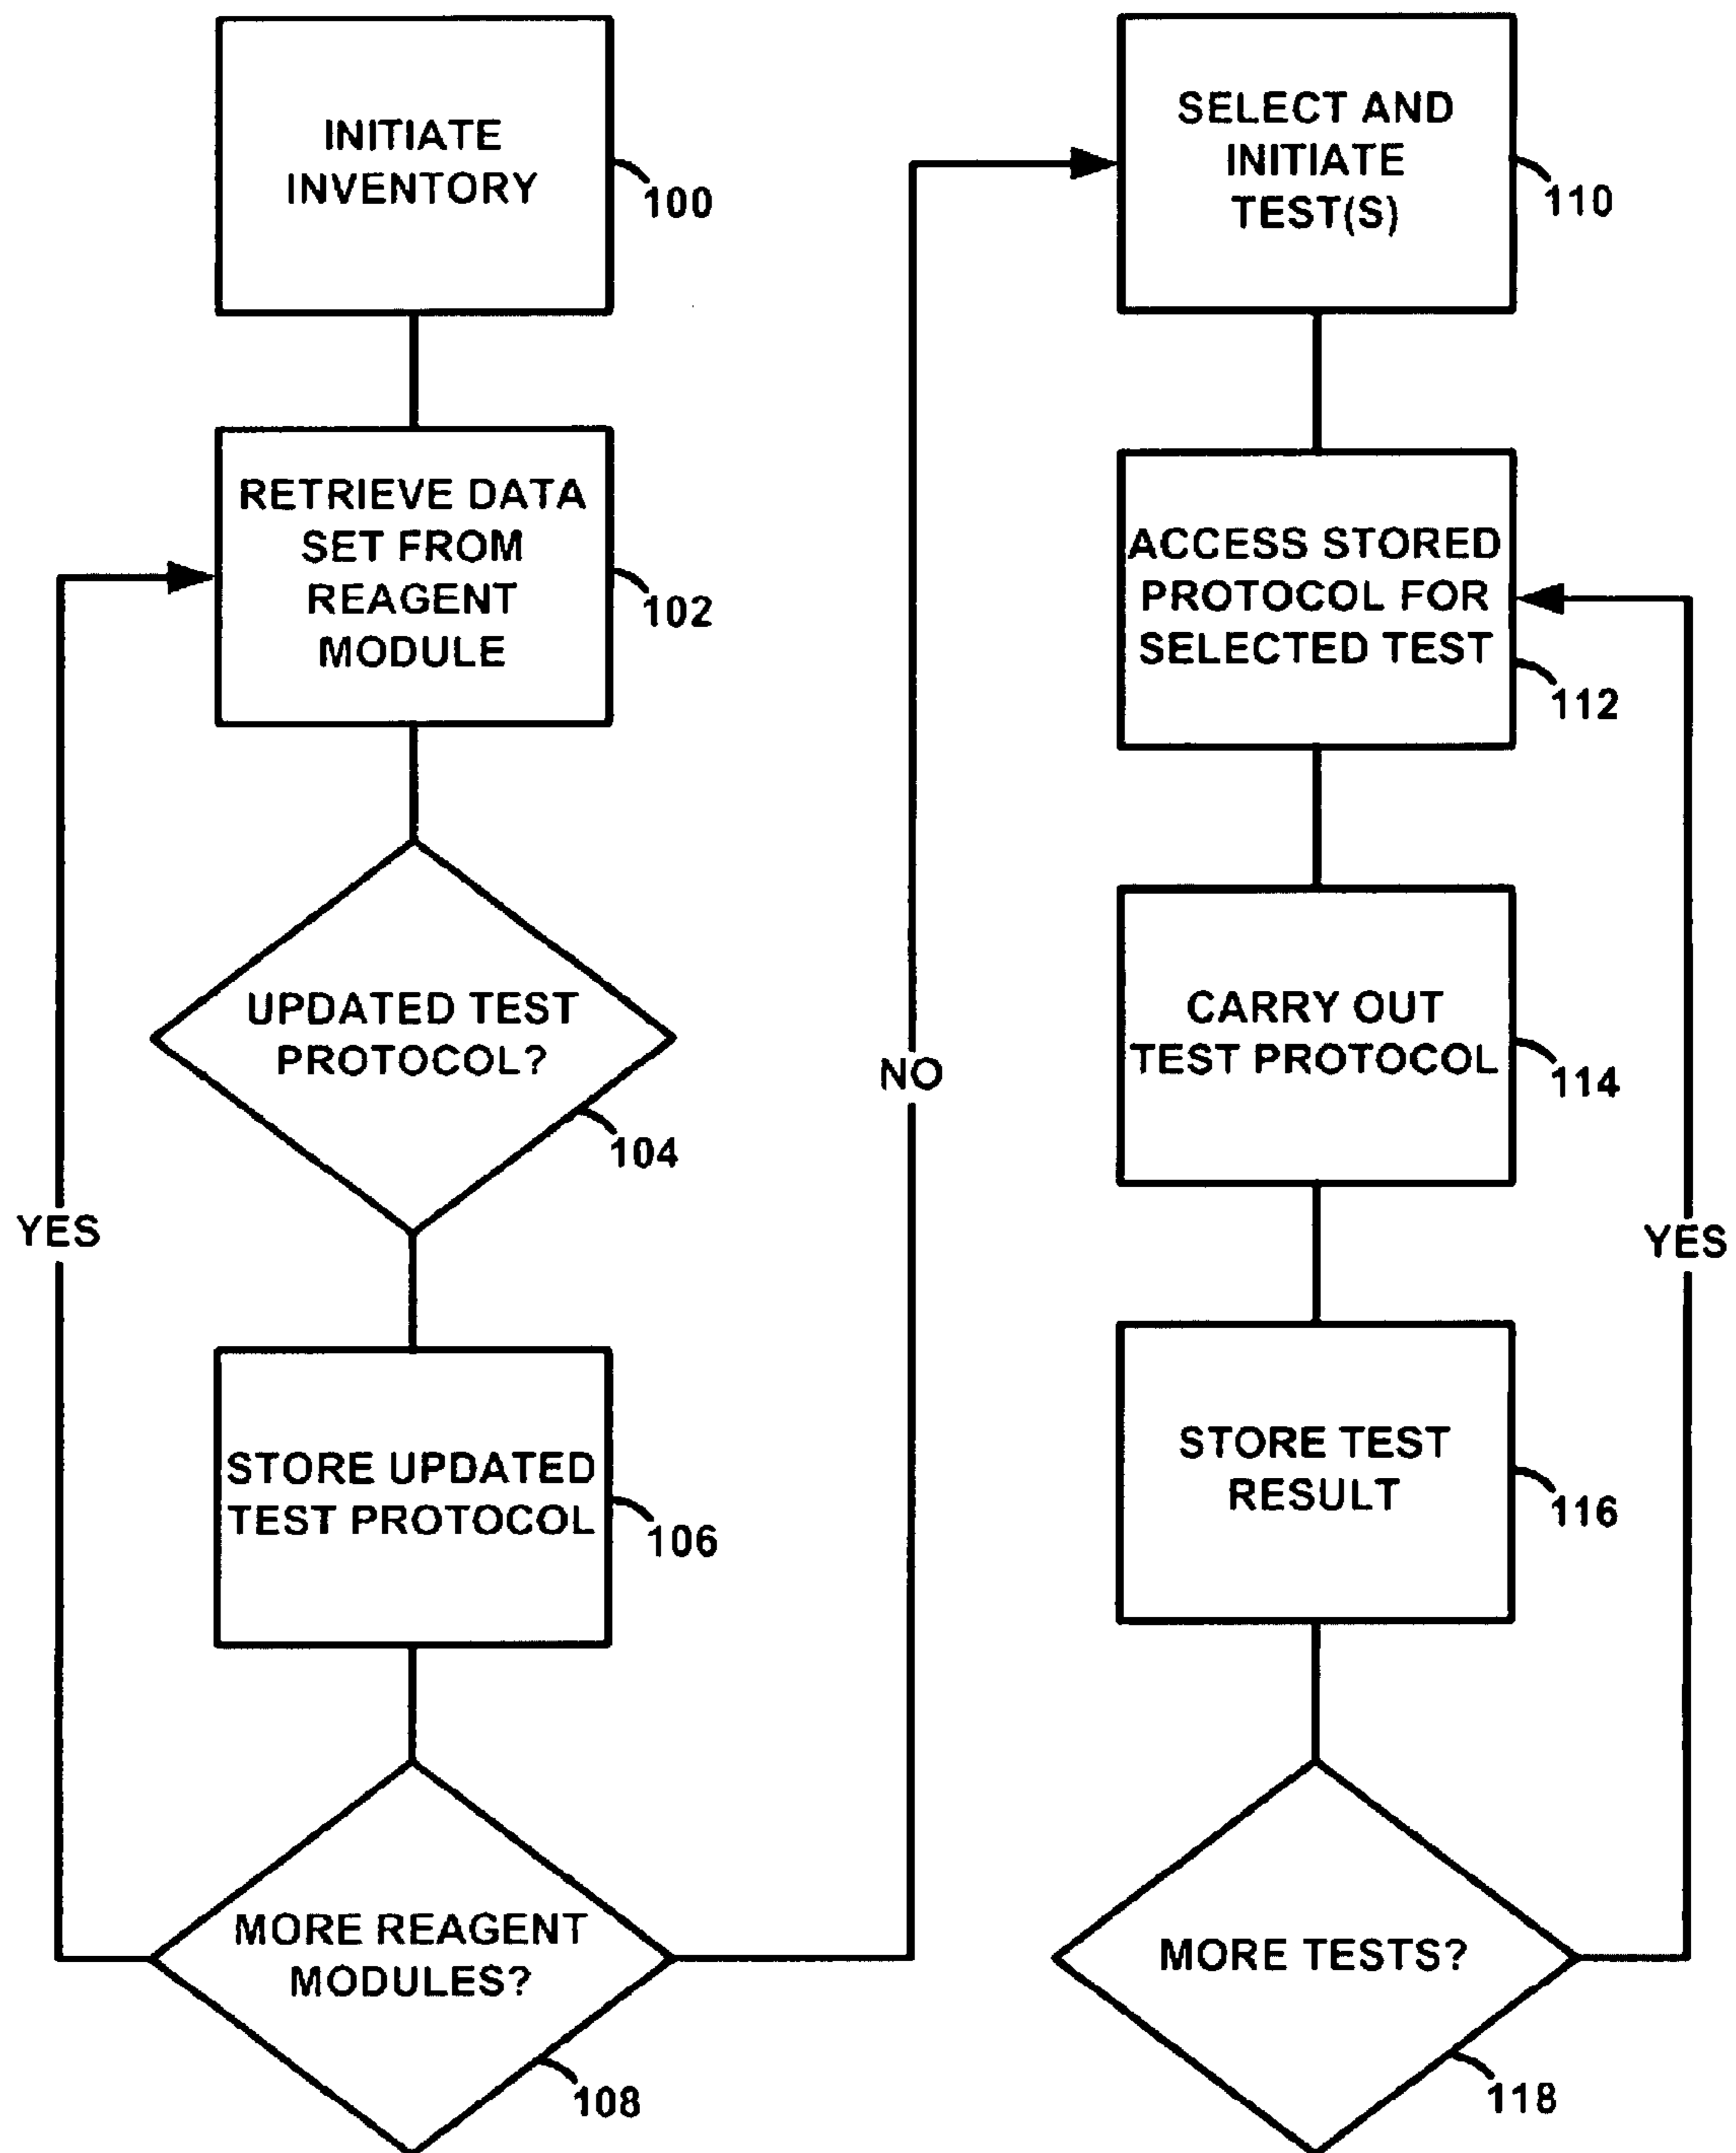 INITIATE
INVENTORY
100
RETRIEVE DATA
SET FROM
REAGENT
MODULE
102
UPDATED TEST
PROTOCOL?
104
YES
STORE UPDATED
TEST PROTOCOL
106
MORE REAGENT
MODULES?
108
NO
SELECT AND
INITIATE
TEST(S)
110
ACCESS STORED
PROTOCOL FOR
SELECTED TEST
112
CARRY OUT
TEST PROTOCOL
114
YES
STORE TEST
RESULT
116
MORE TESTS?
118